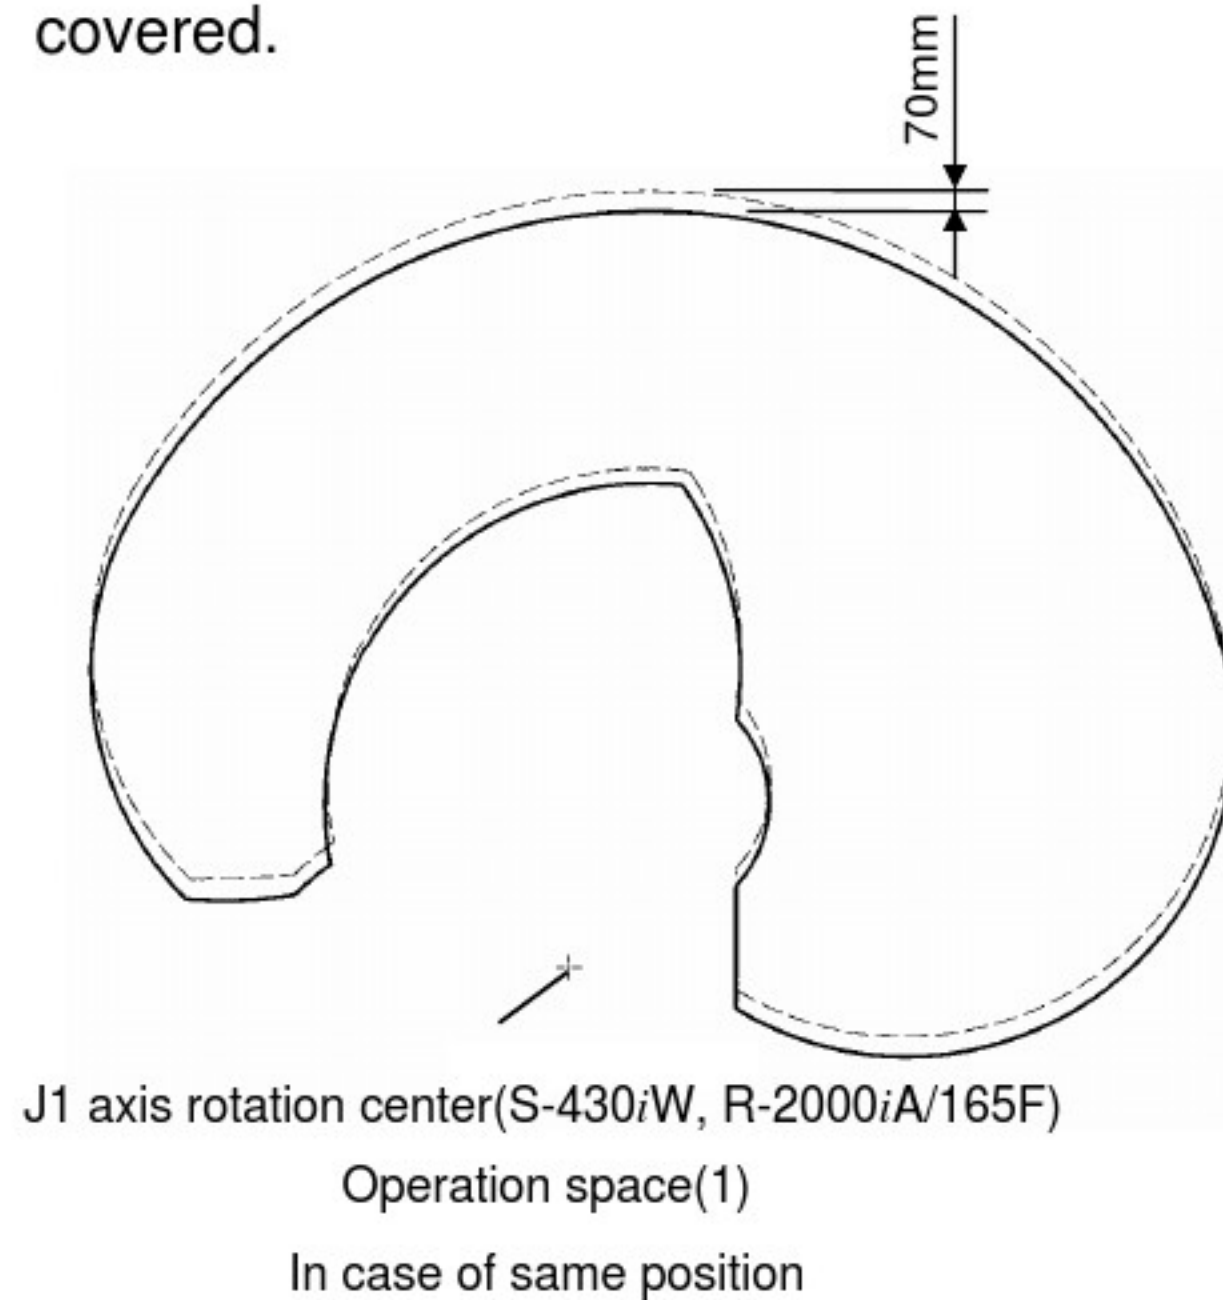 covered.
70mm
J1 axis rotation center(S-430iW, R-2000iA/165F)
Operation space(1)
In case of same position